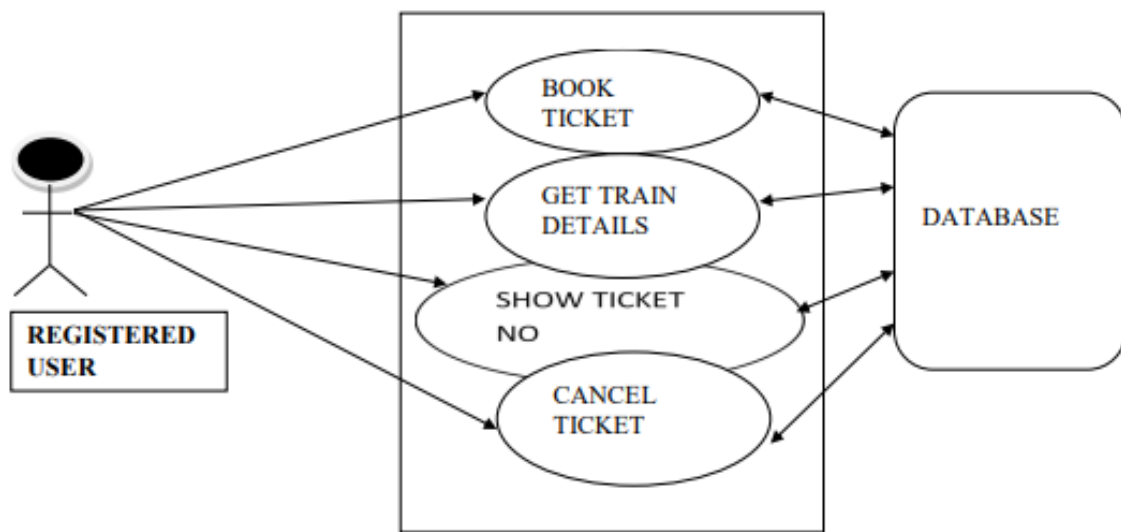 BOOK
TICKET
GET TRAIN
DETAILS
DATABASE
SHOW TICKET
NO
REGISTERED
USER
CANCEL
TICKET